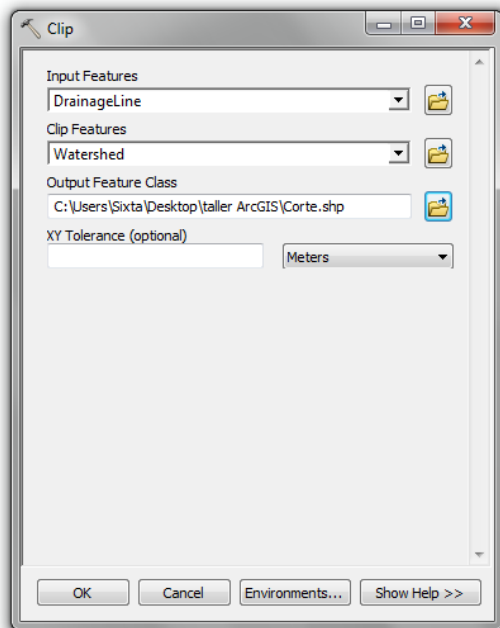 Clip
Input Features
DrainageLine
Clip Features
Watershed
Output Feature Class
C:\Users\Sixta\Desktop\taller ArcGIS\Corte.shp
XY Tolerance (optional)
Meters
OK Cancel Environments... Show Help >>